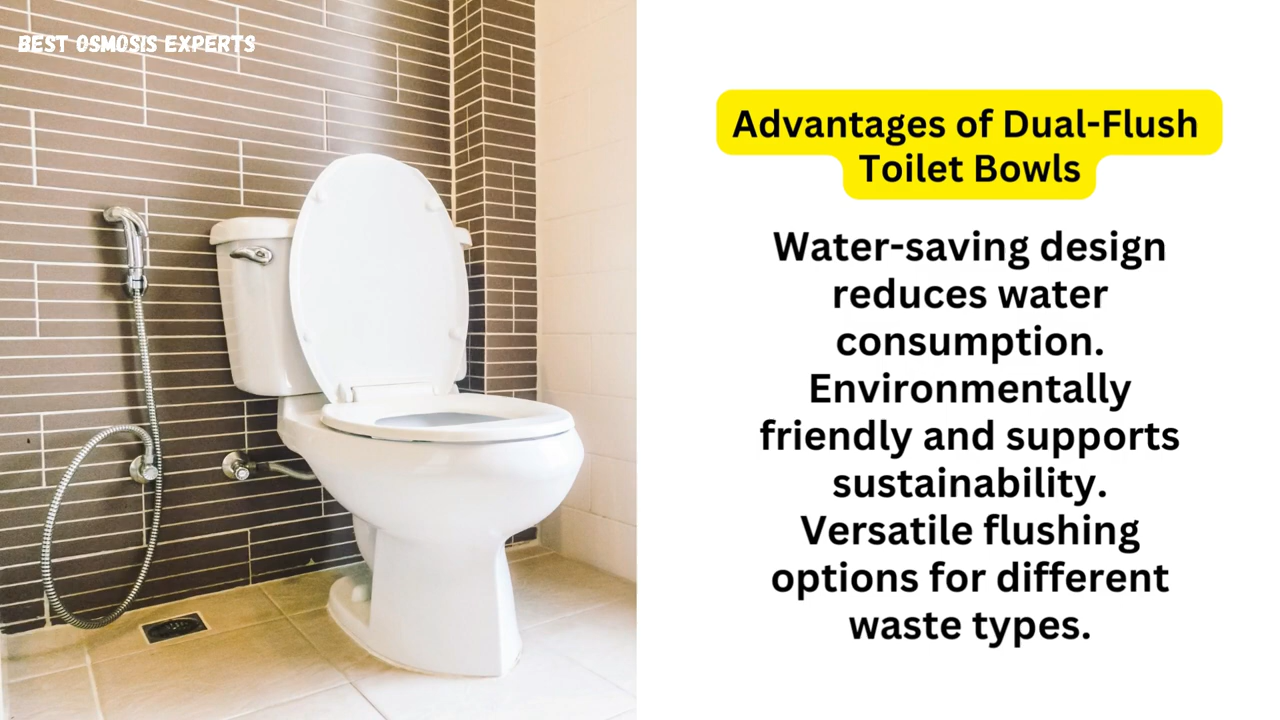 BEST OSMOSIS EXPERTS
Advantages of Dual-Flush
Toilet Bowls
Water-saving design
reduces water
consumption.
Environmentally
friendly and supports
sustainability.
Versatile flushing
options for different
waste types.